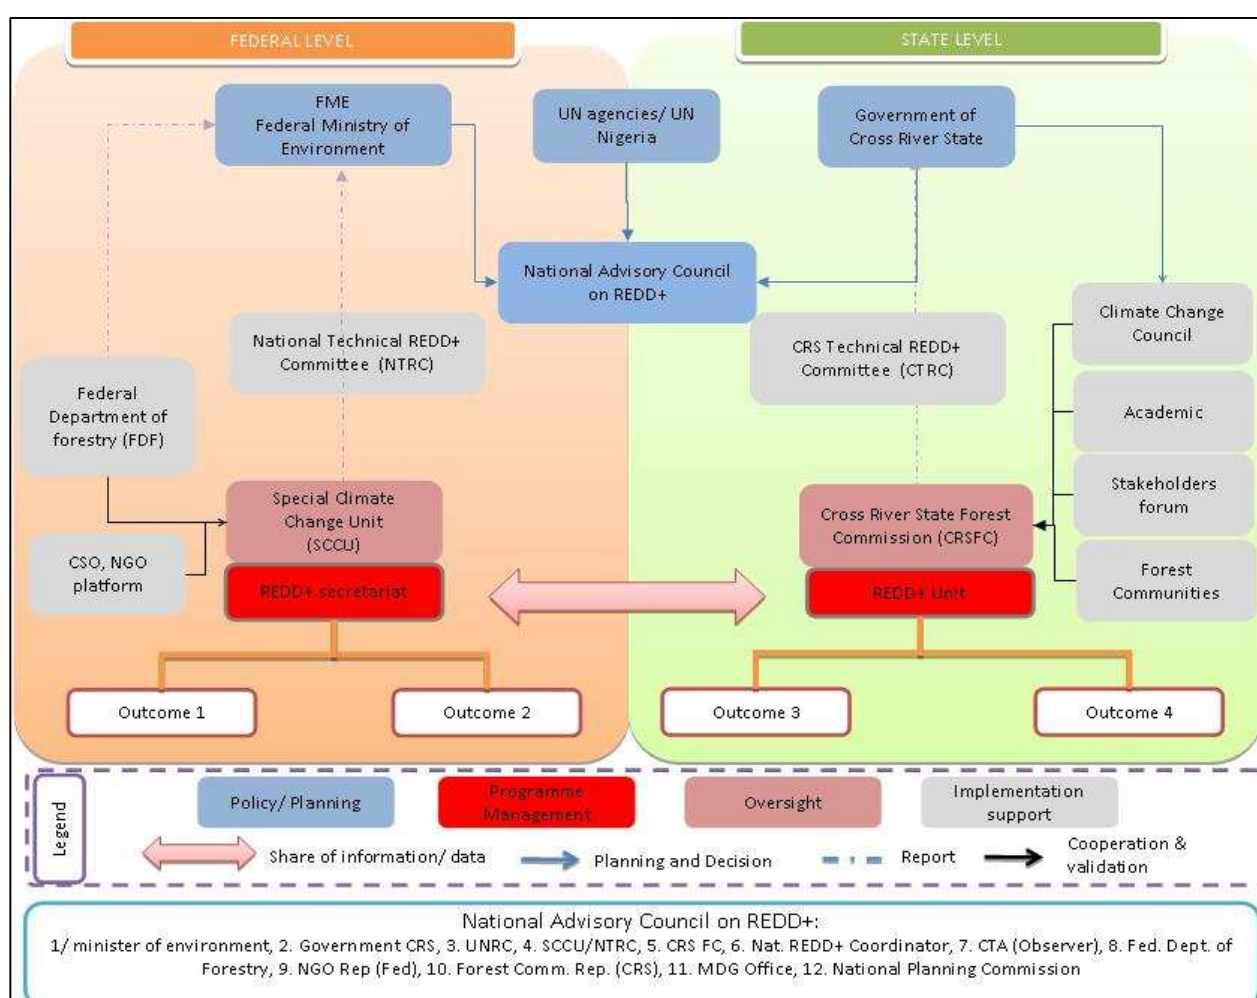 FEDERAL LEVEL
STATE LEVEL
FME
Federal Ministry of
Environment
UN agencies/ UN
Nigeria
Government of
Cross River State
National Advisory Council
on REDD+
National Technical REDD+
Committee (NTRC)
CRS Technical REDD+
Committee (CTRC)
Climate Change
Council
Federal
Department of
forestry (FDF)
Academic
Special Climate
Change Unit
(SCCU)
Cross River State Forest
Commission (CRSFC)
Stakeholders
forum
CSO, NGO
platform
REDD+ secretariat
REDD+ Unit
Forest
Communities
Outcome 1
Outcome 2
Outcome 3
Outcome 4
Legend
Policy/ Planning
Programme
Management
Oversight
Implementation
support
Share of information/ data
Planning and Decision
Report
Cooperation &
validation
National Advisory Council on REDD+:
1/ minister of environment, 2. Government CRS, 3. UNRC, 4. SCCU/NTRC, 5. CRS FC, 6. Nat. REDD+ Coordinator, 7. CTA (Observer), 8. Fed. Dept. of
Forestry, 9. NGO Rep (Fed), 10. Forest Comm. Rep. (CRS), 11. MDG Office, 12. National Planning Commission